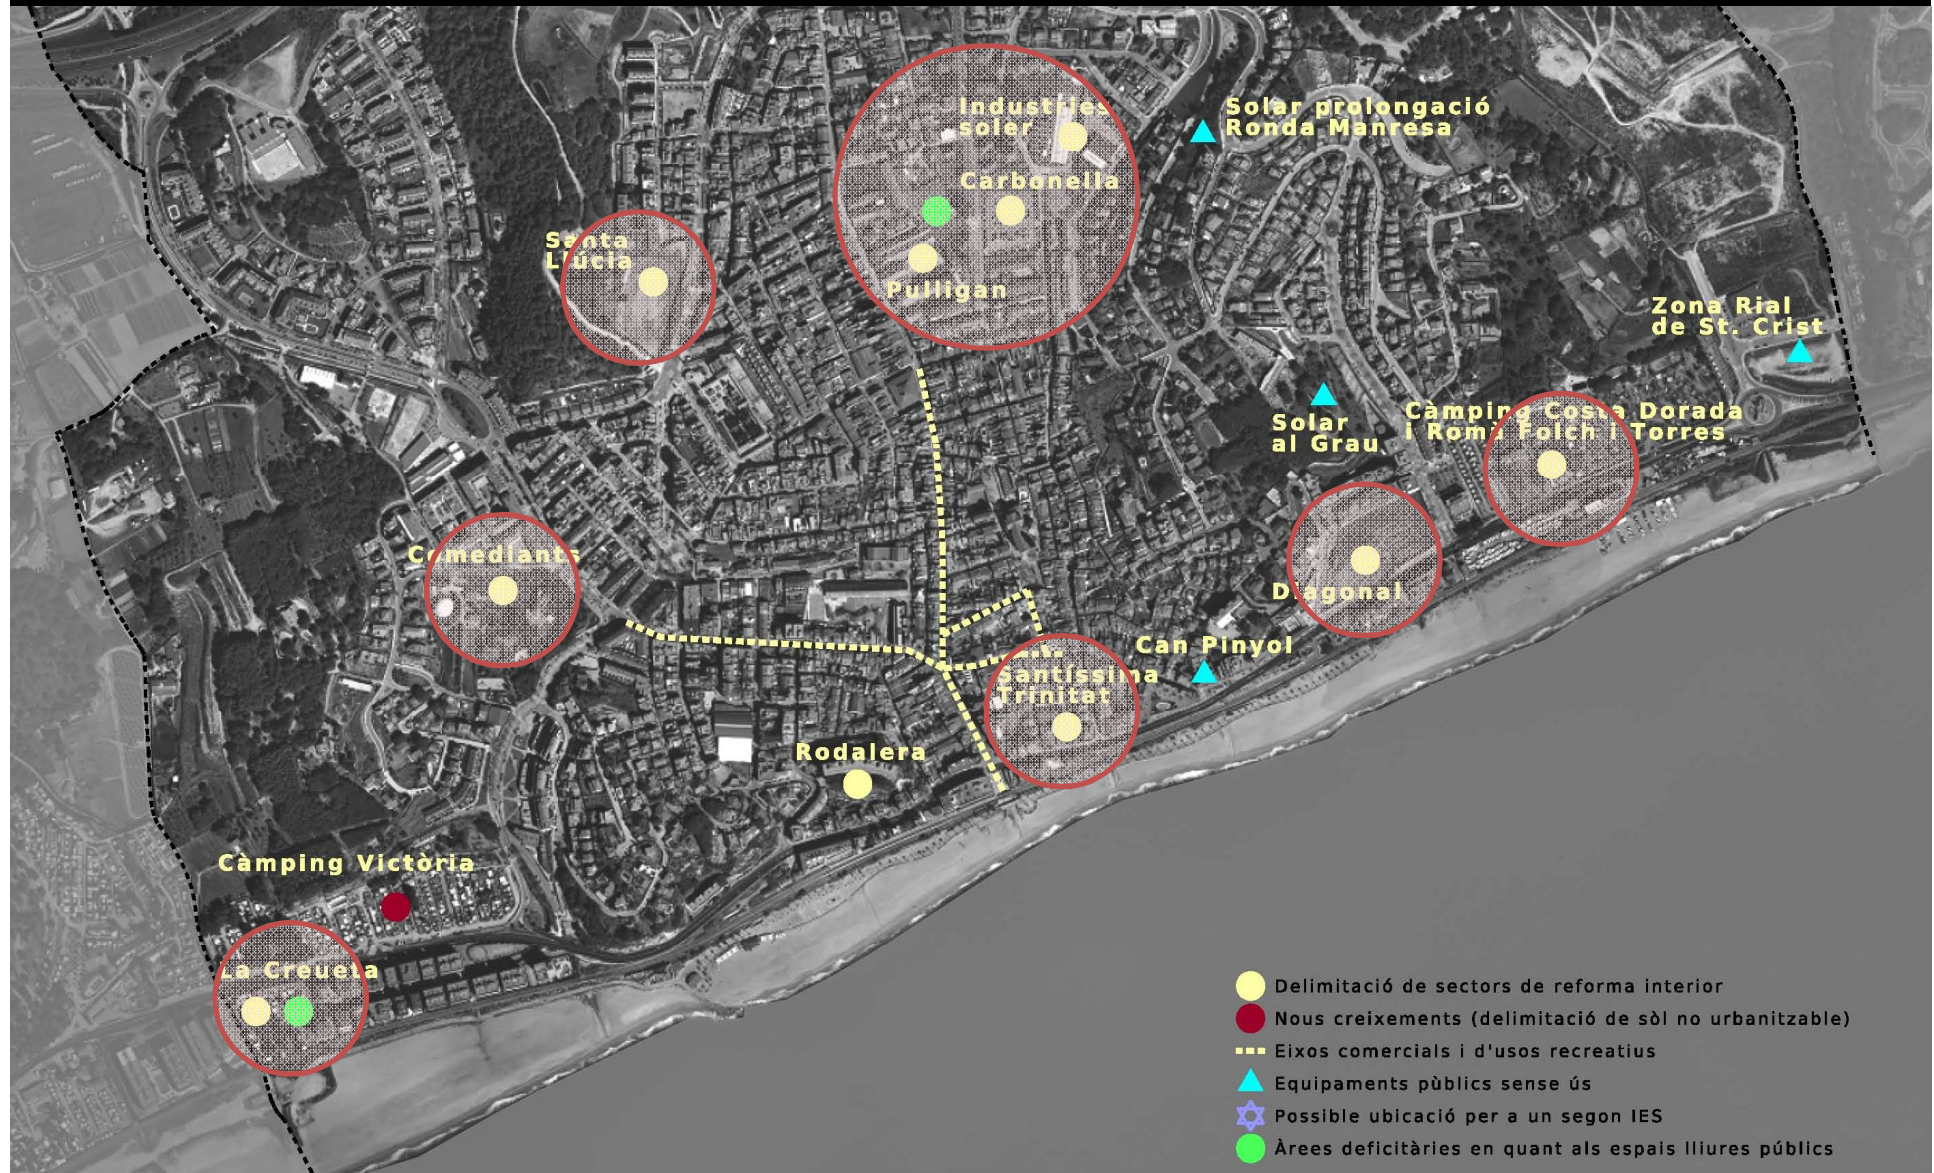 Industries
soler
Solar prolongació
Ronda Manresa
Carbonella
Santa
Llúcia
Pulligan
Zona Rial
de St. Crist
Càmping Costa Dorada
i Romà Folch i Torres
Solar
al Grau
Comediants
Diagonal
Can Pinyol
Santíssima
Trinitat
Rodalera
Càmping Victòria
La Creueta
Delimitació de sectors de reforma interior
Nous creixements (delimitació de sòl no urbanitzable)
Eixos comercials i d'usos recreatius
Equipaments pùblics sense ús
Possible ubicació per a un segon IES
Àrees deficitàries en quant als espais lliures públics